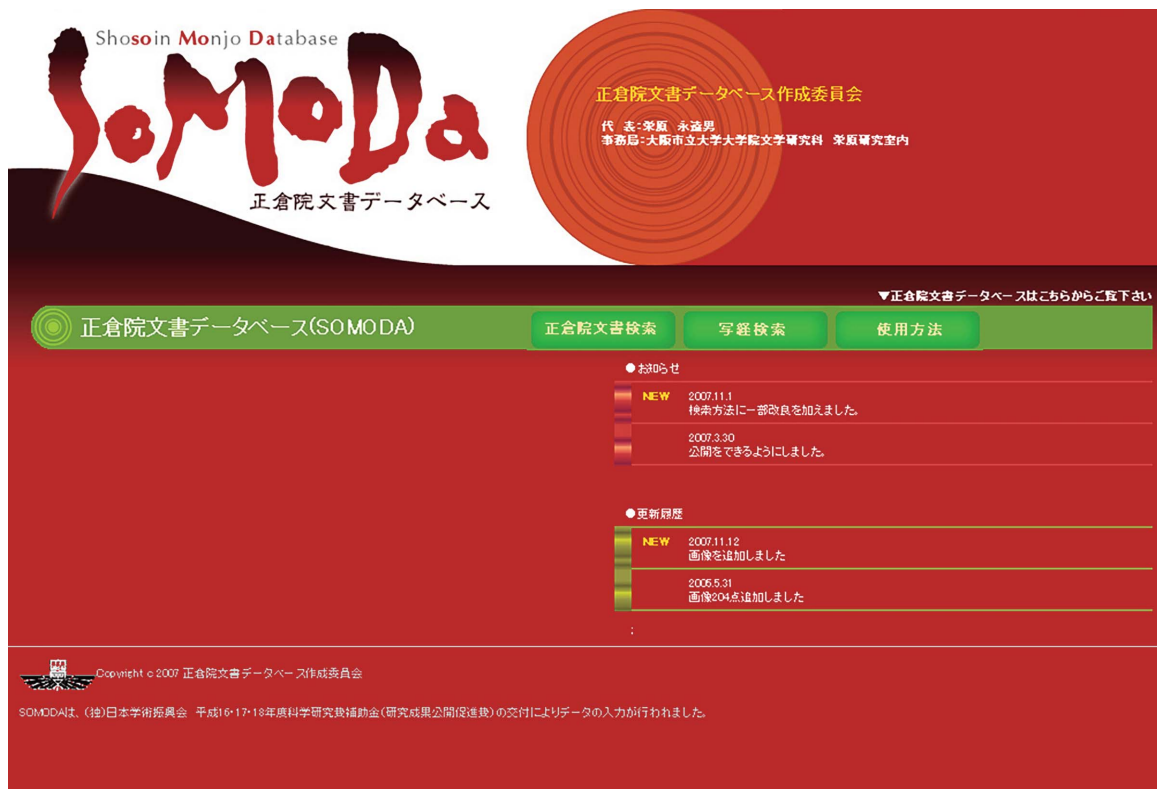 Shosoin Monjo Database
SoMoDa
正倉院文書データベース
正倉院文書データベース作成委員会
代 表:栄原 永遠男
事務局:大阪市立大学大学院文学研究科 栄原研究室内
▼正倉院文書データベースはこちらからご覧下さい
正倉院文書データベース(SOMODA)
正倉院文書検索
写経検索
使用方法
●お知らせ
NEW 2007.11.1
検索方法に一部改良を加えました。
2007.3.30
公開をできるようにしました。
●更新履歴
NEW 2007.11.12
画像を追加しました
2005.5.31
画像204点追加しました
:
Copyright c 2007 正倉院文書データベース作成委員会
SOMODAは、(独)日本学術振興会 平成16・17・18年度科学研究費補助金(研究成果公開促進費)の交付によりデータの入力が行われました。